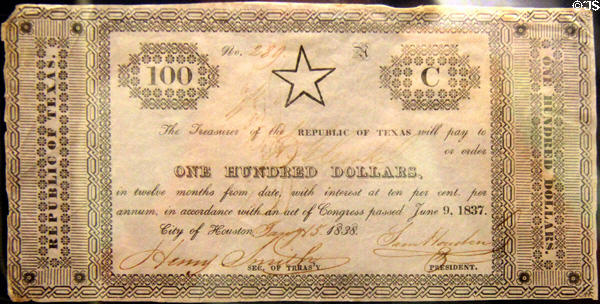 ©JS
REPUBLIC OF TEXAS.
No. 239 A
100 C
The Treasurer of the REPUBLIC OF TEXAS will pay to
or order
ONE HUNDRED DOLLARS,
in twelve months from date, with interest at ten per cent. per
annum, in accordance with an act of Congress passed June 9, 1837.
City of Houston, 15 1838.
Henry Smith Sam Houston
SEC. OF TREAS'Y PRESIDENT.
ONE HUNDRED DOLLARS.